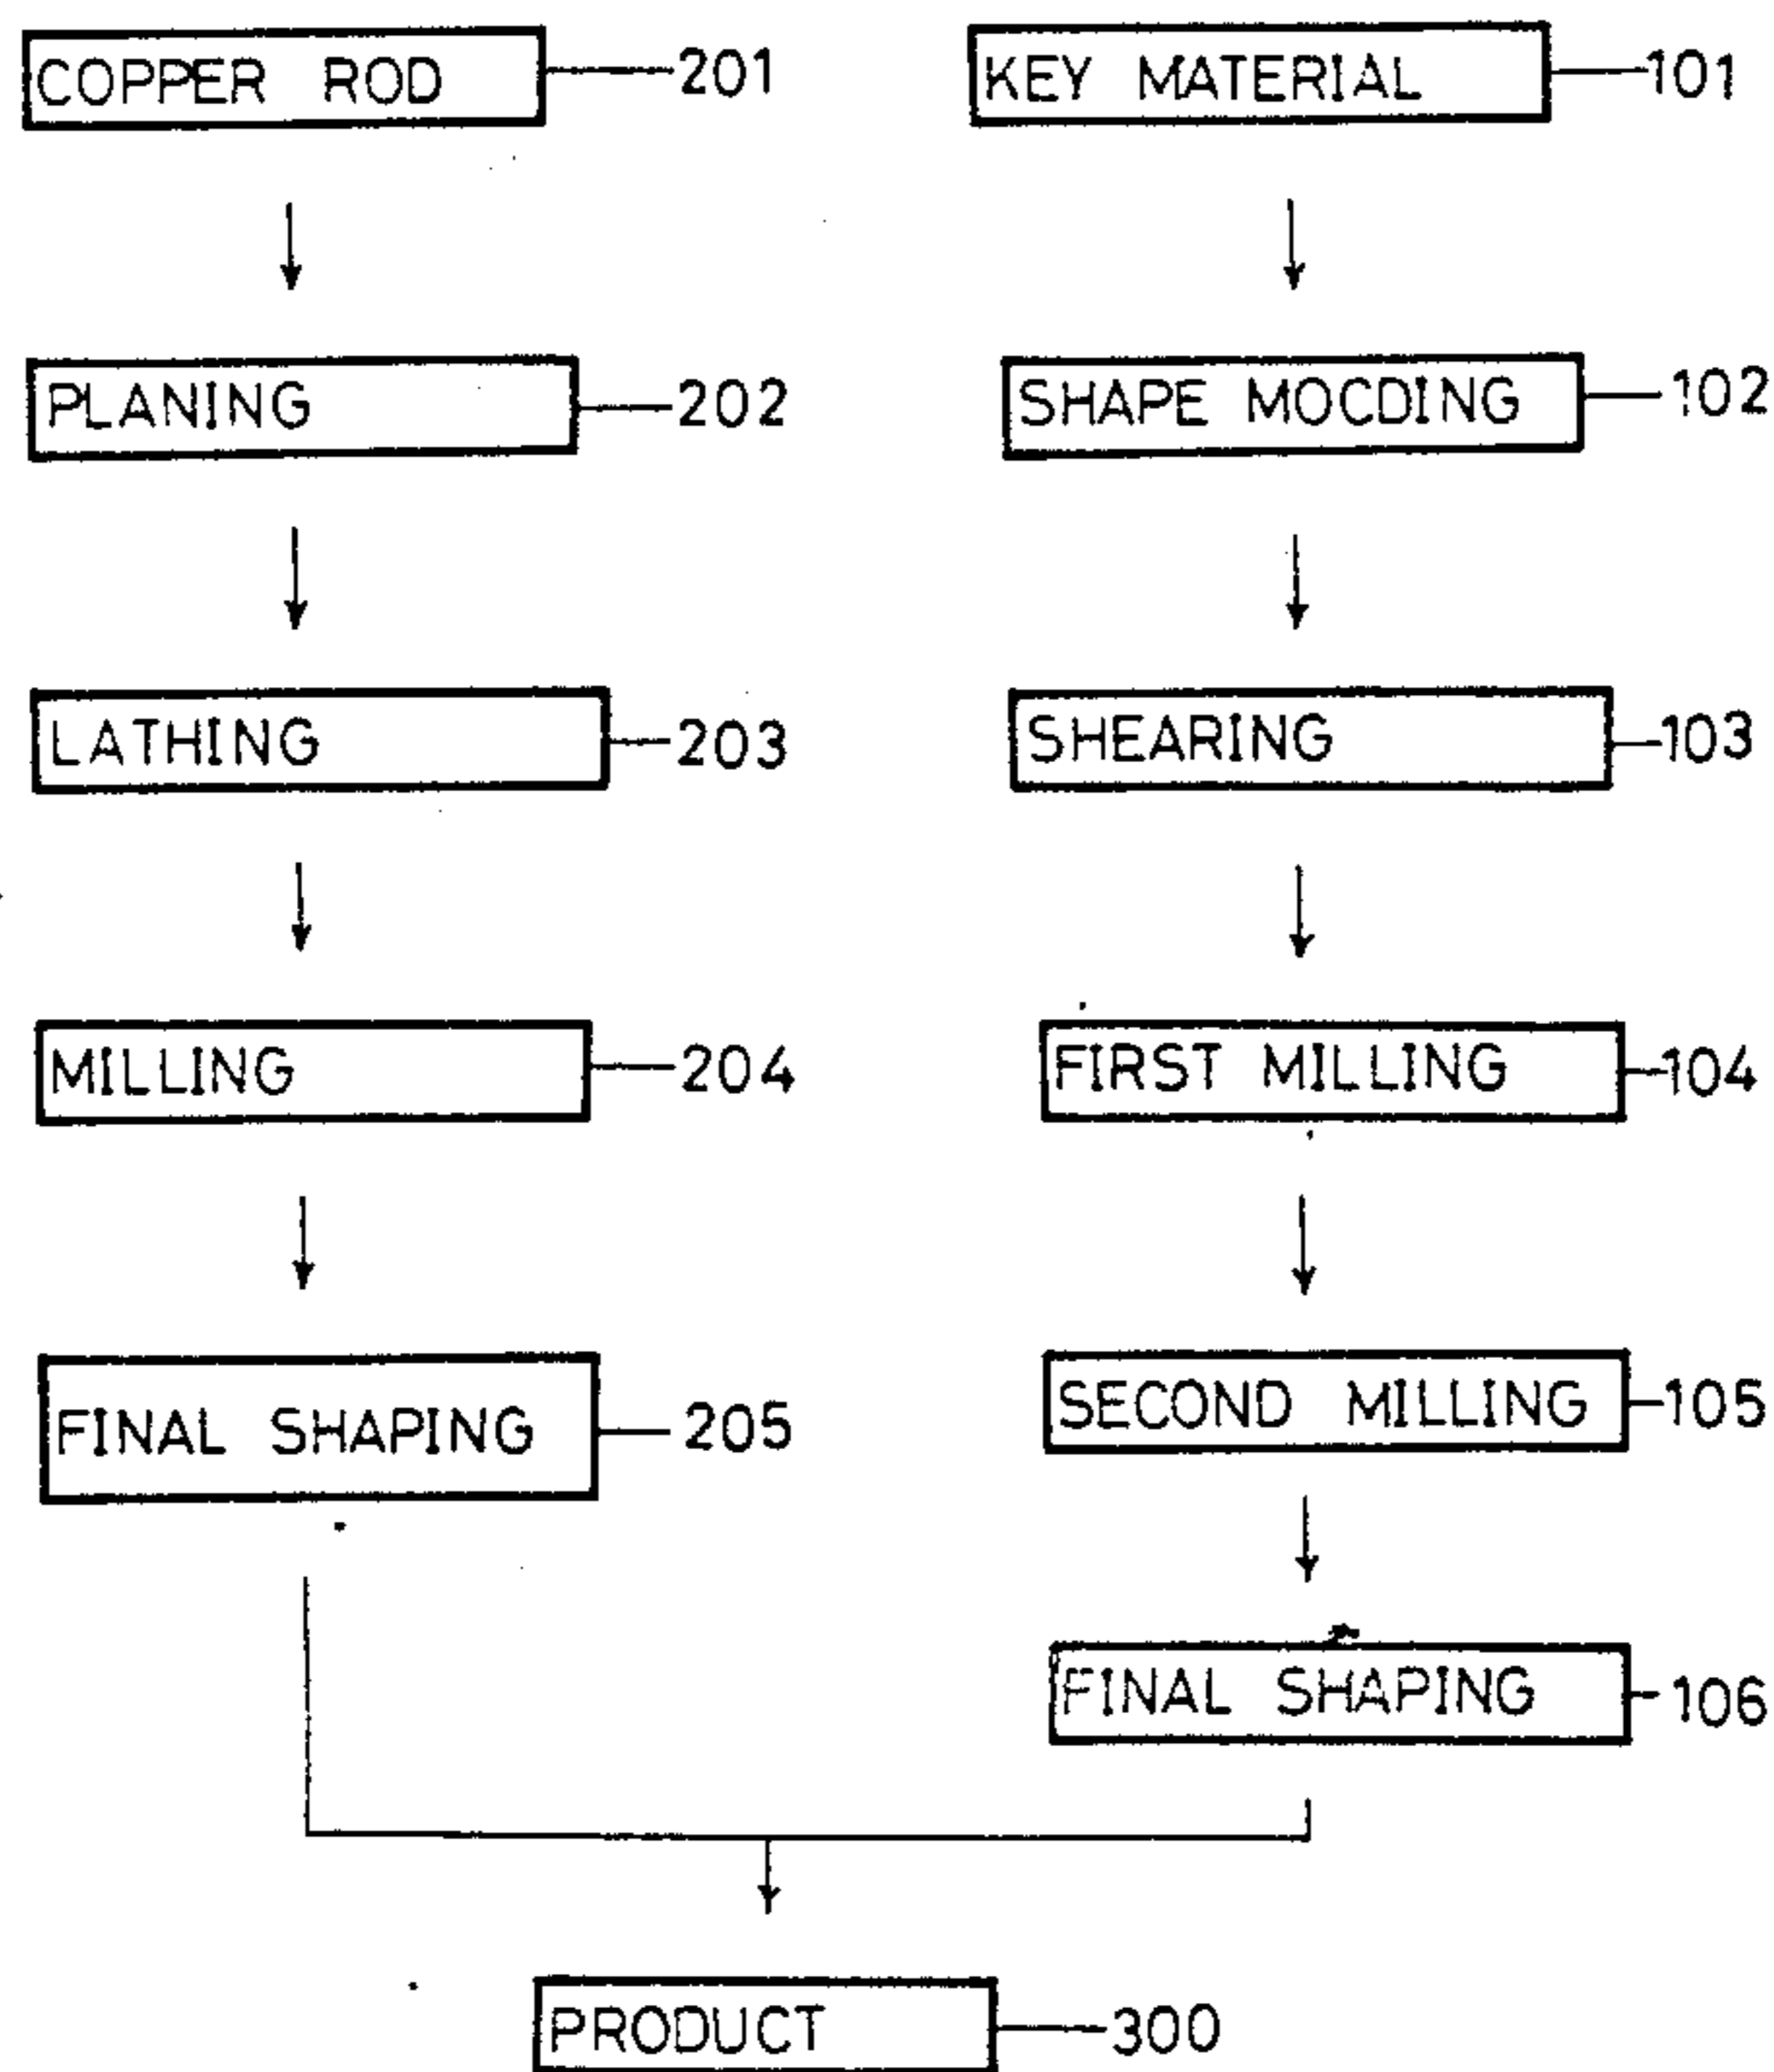 COPPER ROD 201
KEY MATERIAL 101
PLANING 202
SHAPE MOCDING 102
LATHING 203
SHEARING 103
MILLING 204
FIRST MILLING 104
FINAL SHAPING 205
SECOND MILLING 105
FINAL SHAPING 106
PRODUCT 300